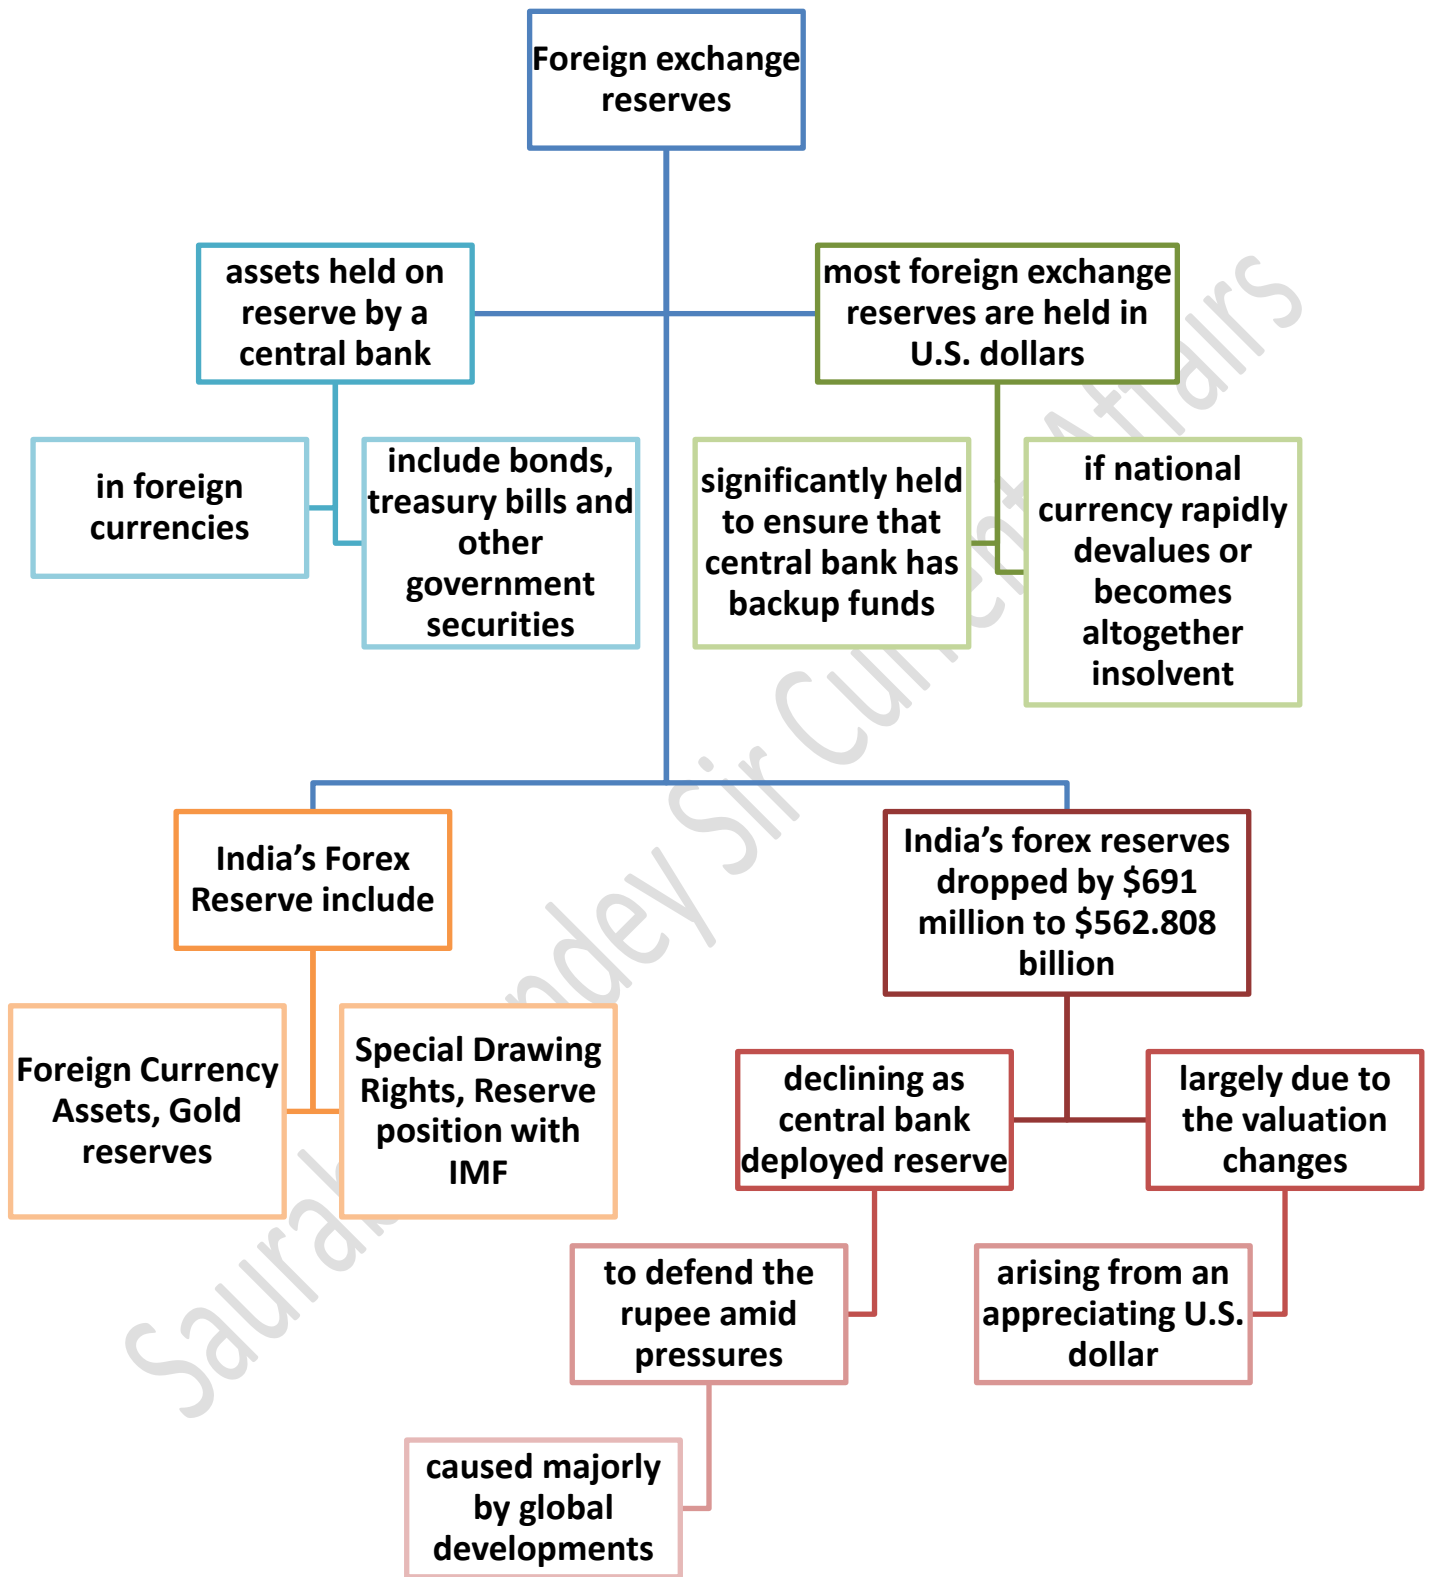 Foreign exchange
reserves
assets held on
reserve by a
central bank
most foreign exchange
reserves are held in
U.S. dollars
in foreign
currencies
include bonds,
treasury bills and
other
government
securities
significantly held
to ensure that
central bank has
backup funds
if national
currency rapidly
devalues or
becomes
altogether
insolvent
India’s Forex
Reserve include
India’s forex reserves
dropped by $691
million to $562.808
billion
Foreign Currency
Assets, Gold
reserves
Special Drawing
Rights, Reserve
position with
IMF
declining as
central bank
deployed reserve
largely due to
the valuation
changes
to defend the
rupee amid
pressures
arising from an
appreciating U.S.
dollar
caused majorly
by global
developments
Sir Current Affairs